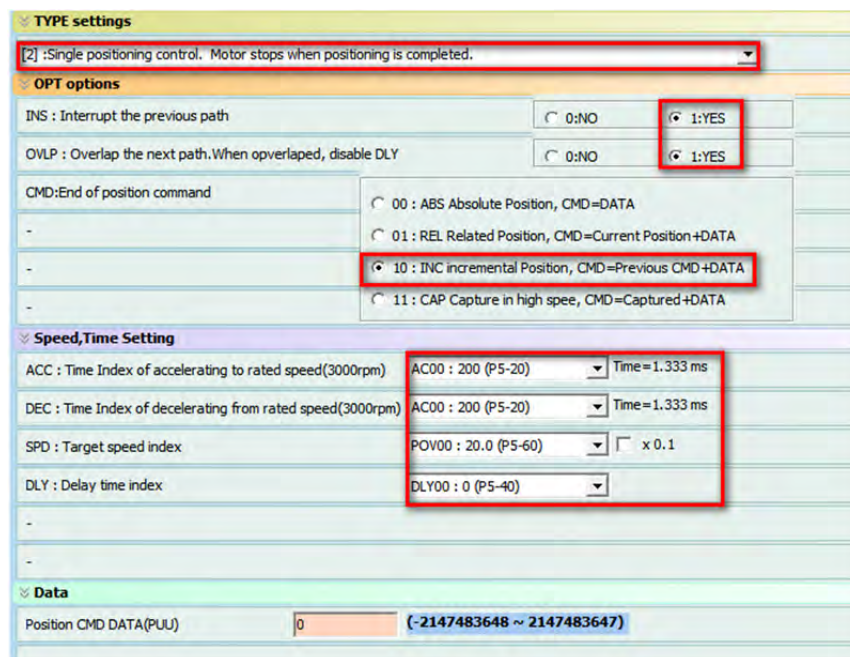 TYPE settings
[2] :Single positioning control. Motor stops when positioning is completed.
OPT options
INS : Interrupt the previous path 0:NO 1:YES
OVLP : Overlap the next path.When opverlaped, disable DLY 0:NO 1:YES
CMD:End of position command
00 : ABS Absolute Position, CMD=DATA
-
01 : REL Related Position, CMD=Current Position+DATA
-
10 : INC incremental Position, CMD=Previous CMD+DATA
-
11 : CAP Capture in high spee, CMD=Captured+DATA
Speed,Time Setting
ACC : Time Index of accelerating to rated speed(3000rpm) AC00 : 200 (P5-20) Time=1.333 ms
DEC : Time Index of decelerating from rated speed(3000rpm) AC00 : 200 (P5-20) Time=1.333 ms
SPD : Target speed index POV00 : 20.0 (P5-60) x 0.1
DLY : Delay time index DLY00 : 0 (P5-40)
-
-
Data
Position CMD DATA(PUU) 0 (-2147483648 ~ 2147483647)